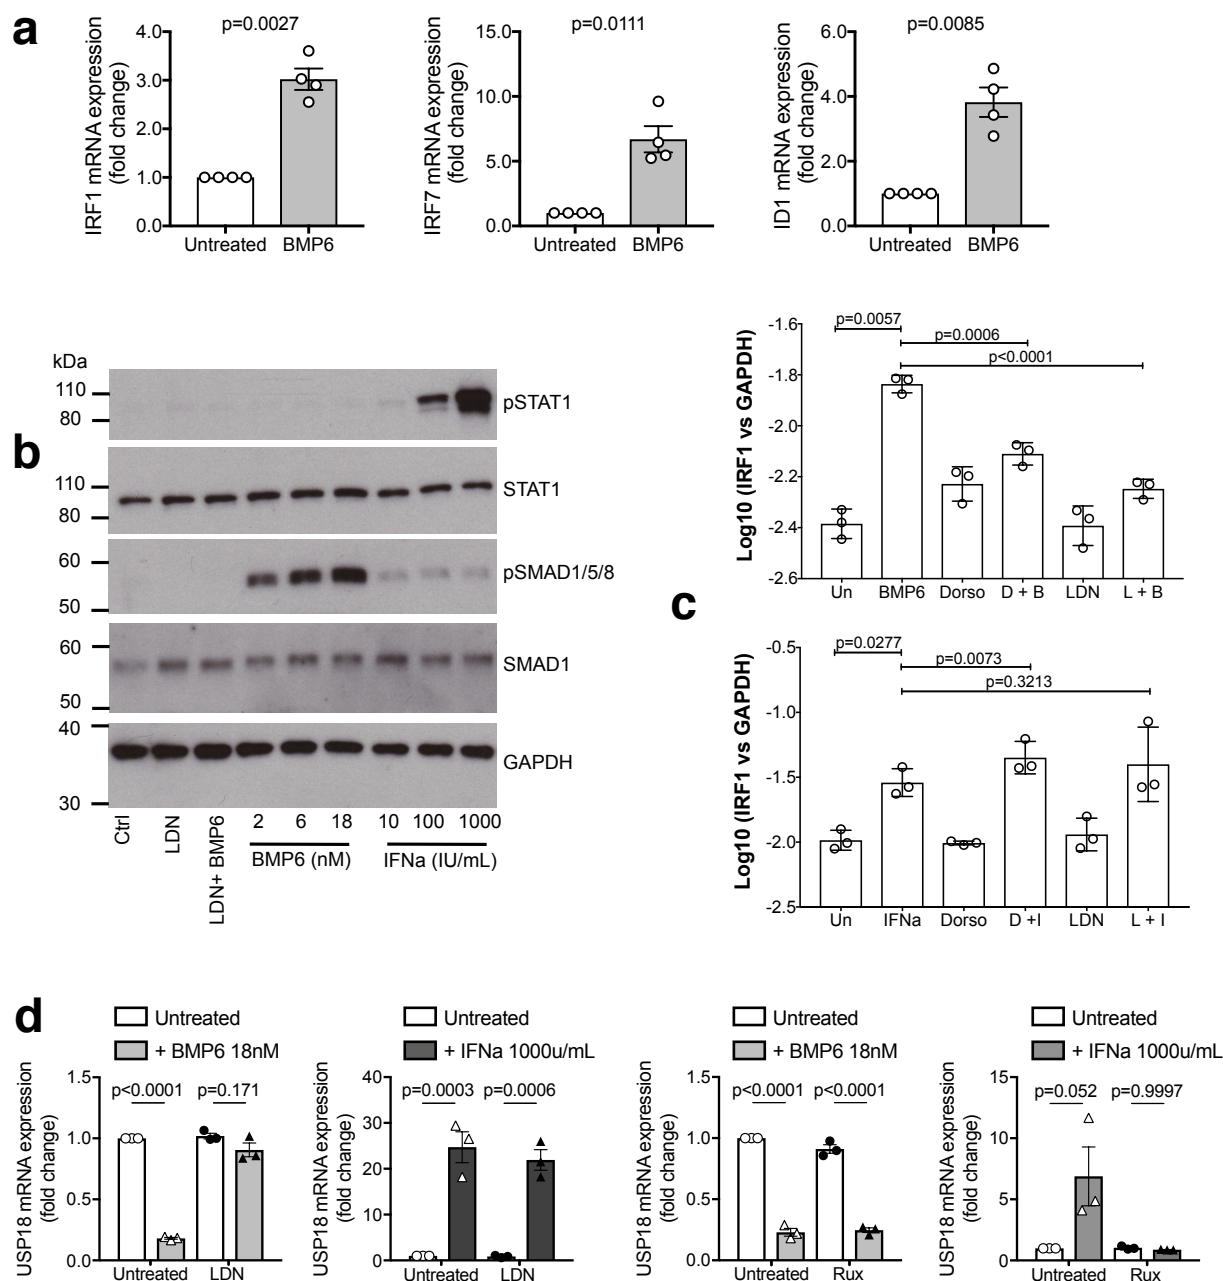 a
p=0.0027
IRF1 mRNA expression
(fold change)
4.0
3.0
2.0
1.0
0.0
Untreated BMP6
p=0.0111
IRF7 mRNA expression
(fold change)
15.0
10.0
5.0
0.0
Untreated BMP6
p=0.0085
ID1 mRNA expression
(fold change)
6.0
4.0
2.0
0.0
Untreated BMP6
b
kDa
110
80
pSTAT1
110
80
STAT1
60
50
pSMAD1/5/8
60
50
SMAD1
40
30
GAPDH
Ctrl
LDN
LDN+ BMP6
2 6 18
BMP6 (nM)
10 100 1000
IFNa (IU/mL)
c
Log10 (IRF1 vs GAPDH)
-1.6
-1.8
-2.0
-2.2
-2.4
-2.6
p=0.0057
p=0.0006
p<0.0001
Un BMP6 Dorso D + B LDN L + B
Log10 (IRF1 vs GAPDH)
-0.5
-1.0
-1.5
-2.0
-2.5
p=0.0277
p=0.0073
p=0.3213
Un IFNa Dorso D +I LDN L + I
d
Untreated
+ BMP6 18nM
USP18 mRNA expression
(fold change)
1.5
1.0
0.5
0.0
p<0.0001 p=0.171
Untreated LDN
Untreated
+ IFNa 1000u/mL
USP18 mRNA expression
(fold change)
40
30
20
10
0
p=0.0003 p=0.0006
Untreated LDN
Untreated
+ BMP6 18nM
USP18 mRNA expression
(fold change)
1.5
1.0
0.5
0.0
p<0.0001 p<0.0001
Untreated Rux
Untreated
+ IFNa 1000u/mL
USP18 mRNA expression
(fold change)
15
10
5
0
p=0.052 p=0.9997
Untreated Rux